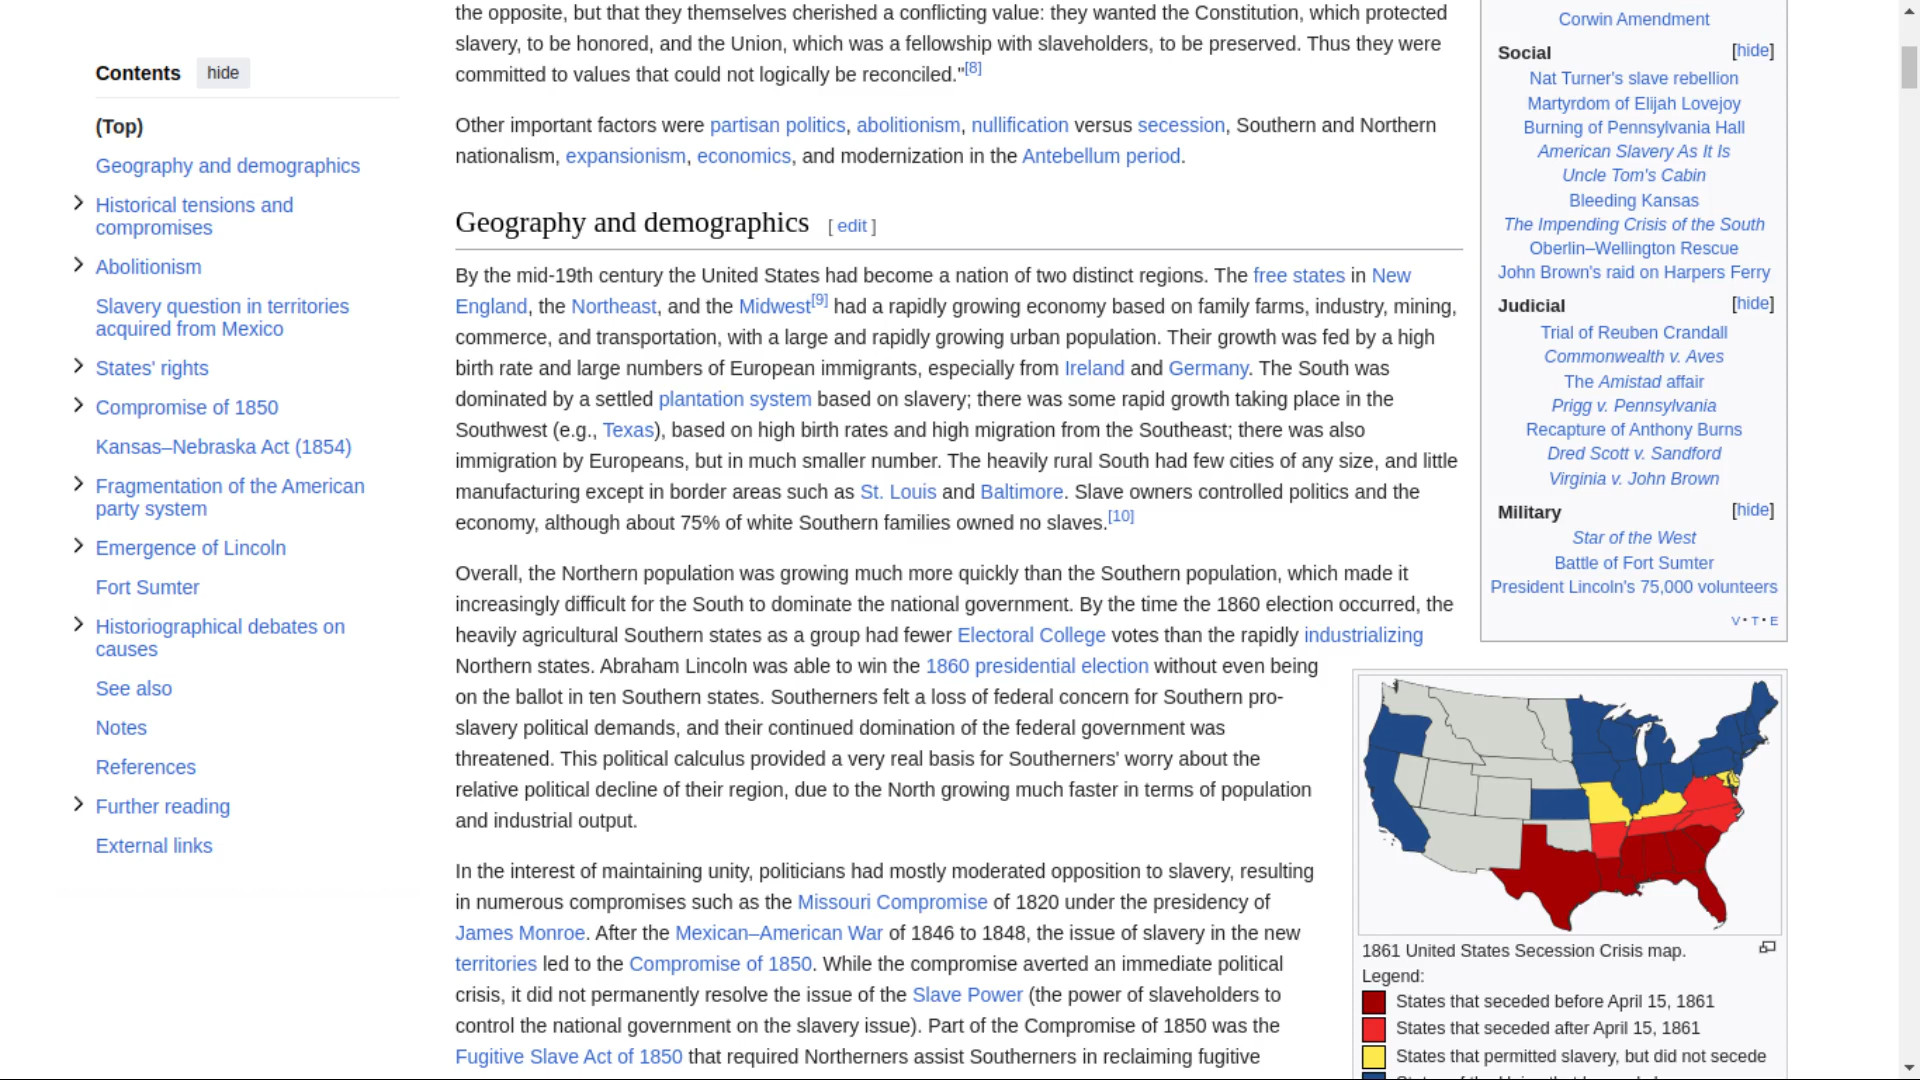 Contents hide
(Top)
Geography and demographics
Historical tensions and
compromises
Abolitionism
Slavery question in territories
acquired from Mexico
States' rights
Compromise of 1850
Kansas–Nebraska Act (1854)
Fragmentation of the American
party system
Emergence of Lincoln
Fort Sumter
Historiographical debates on
causes
See also
Notes
References
Further reading
External links
the opposite, but that they themselves cherished a conflicting value: they wanted the Constitution, which protected
slavery, to be honored, and the Union, which was a fellowship with slaveholders, to be preserved. Thus they were
committed to values that could not logically be reconciled."[8]
Other important factors were partisan politics, abolitionism, nullification versus secession, Southern and Northern
nationalism, expansionism, economics, and modernization in the Antebellum period.
Geography and demographics [ edit ]
By the mid-19th century the United States had become a nation of two distinct regions. The free states in New
England, the Northeast, and the Midwest[9] had a rapidly growing economy based on family farms, industry, mining,
commerce, and transportation, with a large and rapidly growing urban population. Their growth was fed by a high
birth rate and large numbers of European immigrants, especially from Ireland and Germany. The South was
dominated by a settled plantation system based on slavery; there was some rapid growth taking place in the
Southwest (e.g., Texas), based on high birth rates and high migration from the Southeast; there was also
immigration by Europeans, but in much smaller number. The heavily rural South had few cities of any size, and little
manufacturing except in border areas such as St. Louis and Baltimore. Slave owners controlled politics and the
economy, although about 75% of white Southern families owned no slaves.[10]
Overall, the Northern population was growing much more quickly than the Southern population, which made it
increasingly difficult for the South to dominate the national government. By the time the 1860 election occurred, the
heavily agricultural Southern states as a group had fewer Electoral College votes than the rapidly industrializing
Northern states. Abraham Lincoln was able to win the 1860 presidential election without even being
on the ballot in ten Southern states. Southerners felt a loss of federal concern for Southern pro-
slavery political demands, and their continued domination of the federal government was
threatened. This political calculus provided a very real basis for Southerners' worry about the
relative political decline of their region, due to the North growing much faster in terms of population
and industrial output.
In the interest of maintaining unity, politicians had mostly moderated opposition to slavery, resulting
in numerous compromises such as the Missouri Compromise of 1820 under the presidency of
James Monroe. After the Mexican–American War of 1846 to 1848, the issue of slavery in the new
territories led to the Compromise of 1850. While the compromise averted an immediate political
crisis, it did not permanently resolve the issue of the Slave Power (the power of slaveholders to
control the national government on the slavery issue). Part of the Compromise of 1850 was the
Fugitive Slave Act of 1850 that required Northerners assist Southerners in reclaiming fugitive
Corwin Amendment
Social [hide]
Nat Turner's slave rebellion
Martyrdom of Elijah Lovejoy
Burning of Pennsylvania Hall
American Slavery As It Is
Uncle Tom's Cabin
Bleeding Kansas
The Impending Crisis of the South
Oberlin–Wellington Rescue
John Brown's raid on Harpers Ferry
Judicial [hide]
Trial of Reuben Crandall
Commonwealth v. Aves
The Amistad affair
Prigg v. Pennsylvania
Recapture of Anthony Burns
Dred Scott v. Sandford
Virginia v. John Brown
Military [hide]
Star of the West
Battle of Fort Sumter
President Lincoln's 75,000 volunteers
V · T · E
1861 United States Secession Crisis map.
Legend:
States that seceded before April 15, 1861
States that seceded after April 15, 1861
States that permitted slavery, but did not secede